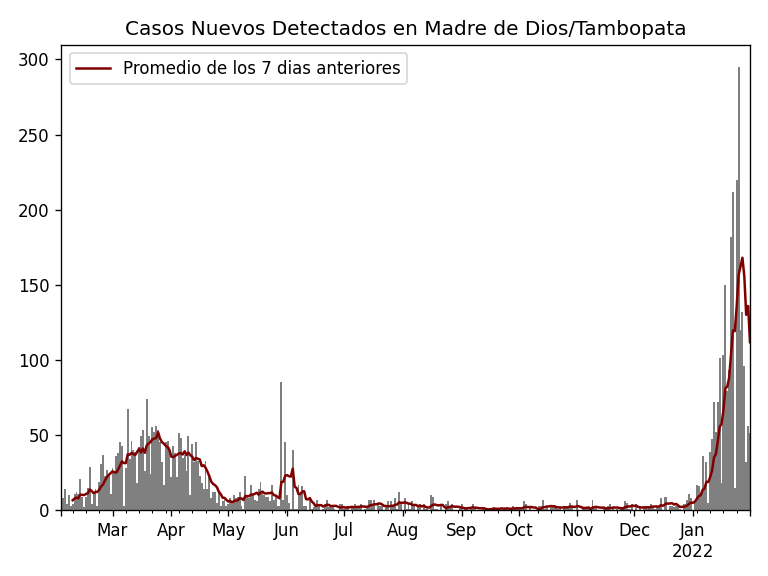 Casos Nuevos Detectados en Madre de Dios/Tambopata
Promedio de los 7 dias anteriores
300
250
200
150
100
50
0
Mar Apr May Jun Jul Aug Sep Oct Nov Dec Jan
2022